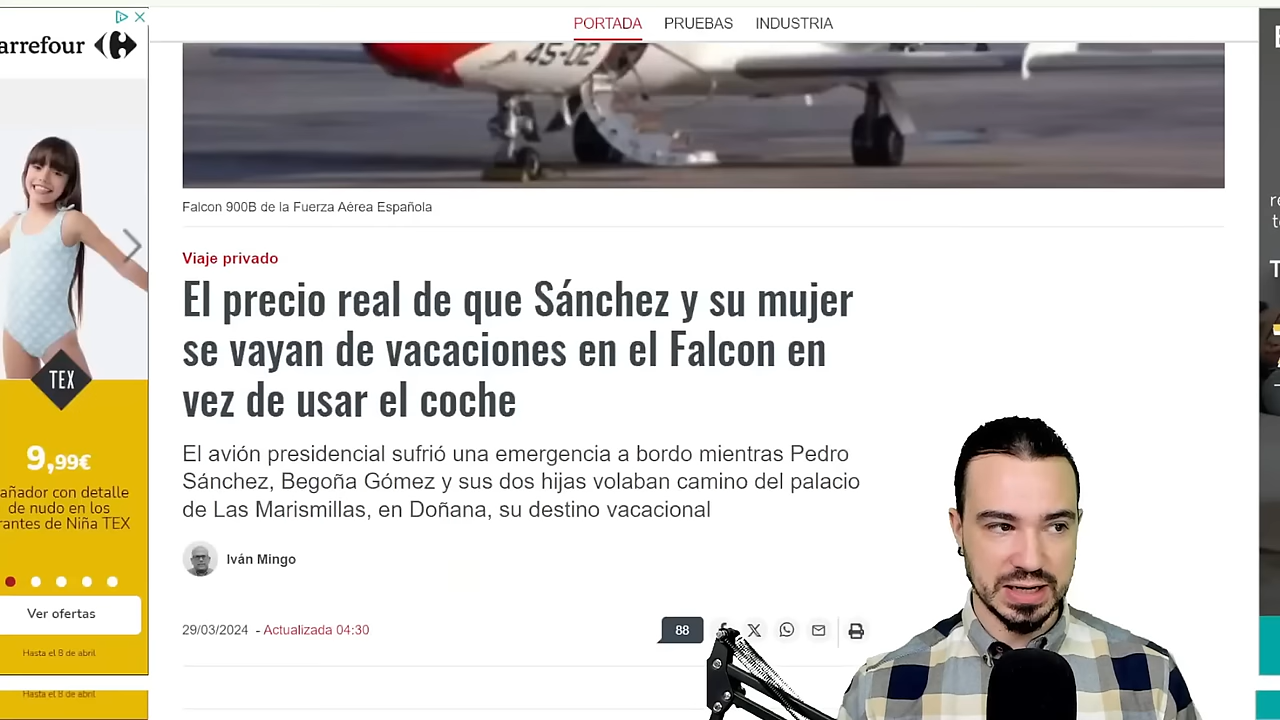 PORTADA PRUEBAS INDUSTRIA
arrefour
45-02
Falcon 900B de la Fuerza Aérea Española
Viaje privado
El precio real de que Sánchez y su mujer
se vayan de vacaciones en el Falcon en
vez de usar el coche
El avión presidencial sufrió una emergencia a bordo mientras Pedro
Sánchez, Begoña Gómez y sus dos hijas volaban camino del palacio
de Las Marismillas, en Doñana, su destino vacacional
Iván Mingo
29/03/2024 - Actualizada 04:30
88
TEX
9,99€
añador con detalle
de nudo en los
rantes de Niña TEX
Ver ofertas
Hasta el 8 de abril
Hasta el 8 de abril